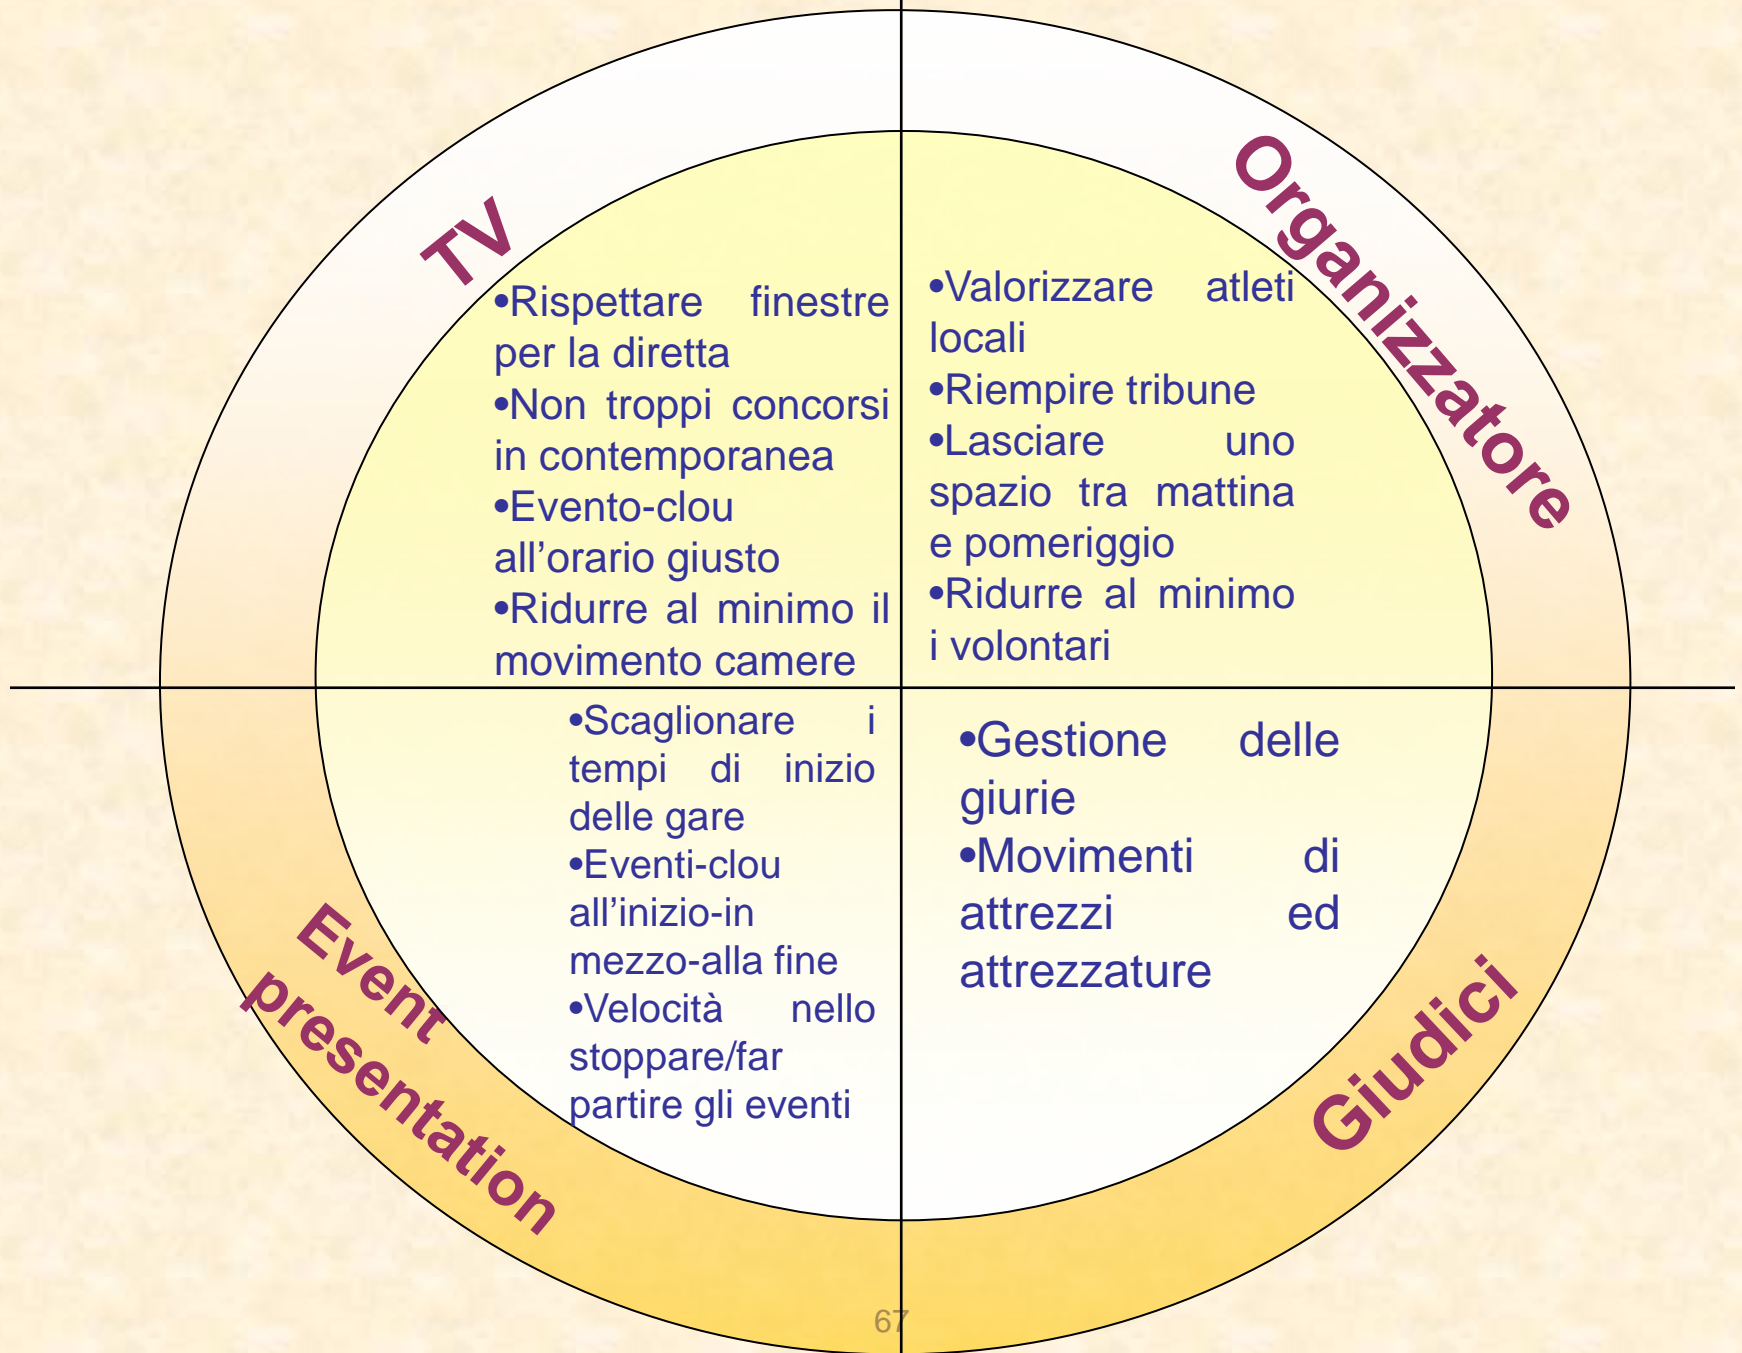 TV
•Rispettare finestre
per la diretta
•Non troppi concorsi
in contemporanea
•Evento-clou
all’orario giusto
•Ridurre al minimo il
movimento camere
Organizzatore
•Valorizzare atleti
locali
•Riempire tribune
•Lasciare uno
spazio tra mattina
e pomeriggio
•Ridurre al minimo
i volontari
Event
presentation
•Scaglionare i
tempi di inizio
delle gare
•Eventi-clou
all’inizio-in
mezzo-alla fine
•Velocità nello
stoppare/far
partire gli eventi
Giudici
•Gestione delle
giurie
•Movimenti di
attrezzi ed
attrezzature
67